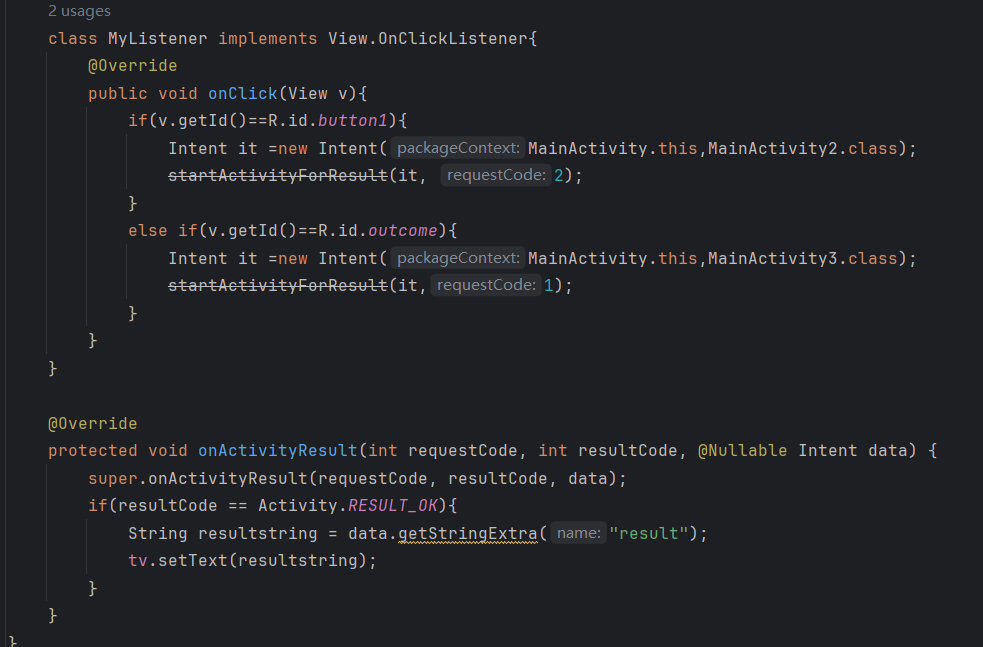 2 usages
class MyListener implements View.OnClickListener{
@Override
public void onClick(View v){
if(v.getId()==R.id.button1){
Intent it =new Intent( packageContext: MainActivity.this,MainActivity2.class);
startActivityForResult(it, requestCode: 2);
}
else if(v.getId()==R.id.outcome){
Intent it =new Intent( packageContext: MainActivity.this,MainActivity3.class);
startActivityForResult(it, requestCode: 1);
}
}
}
@Override
protected void onActivityResult(int requestCode, int resultCode, @Nullable Intent data) {
super.onActivityResult(requestCode, resultCode, data);
if(resultCode == Activity.RESULT_OK){
String resultstring = data.getStringExtra( name: "result");
tv.setText(resultstring);
}
}
}